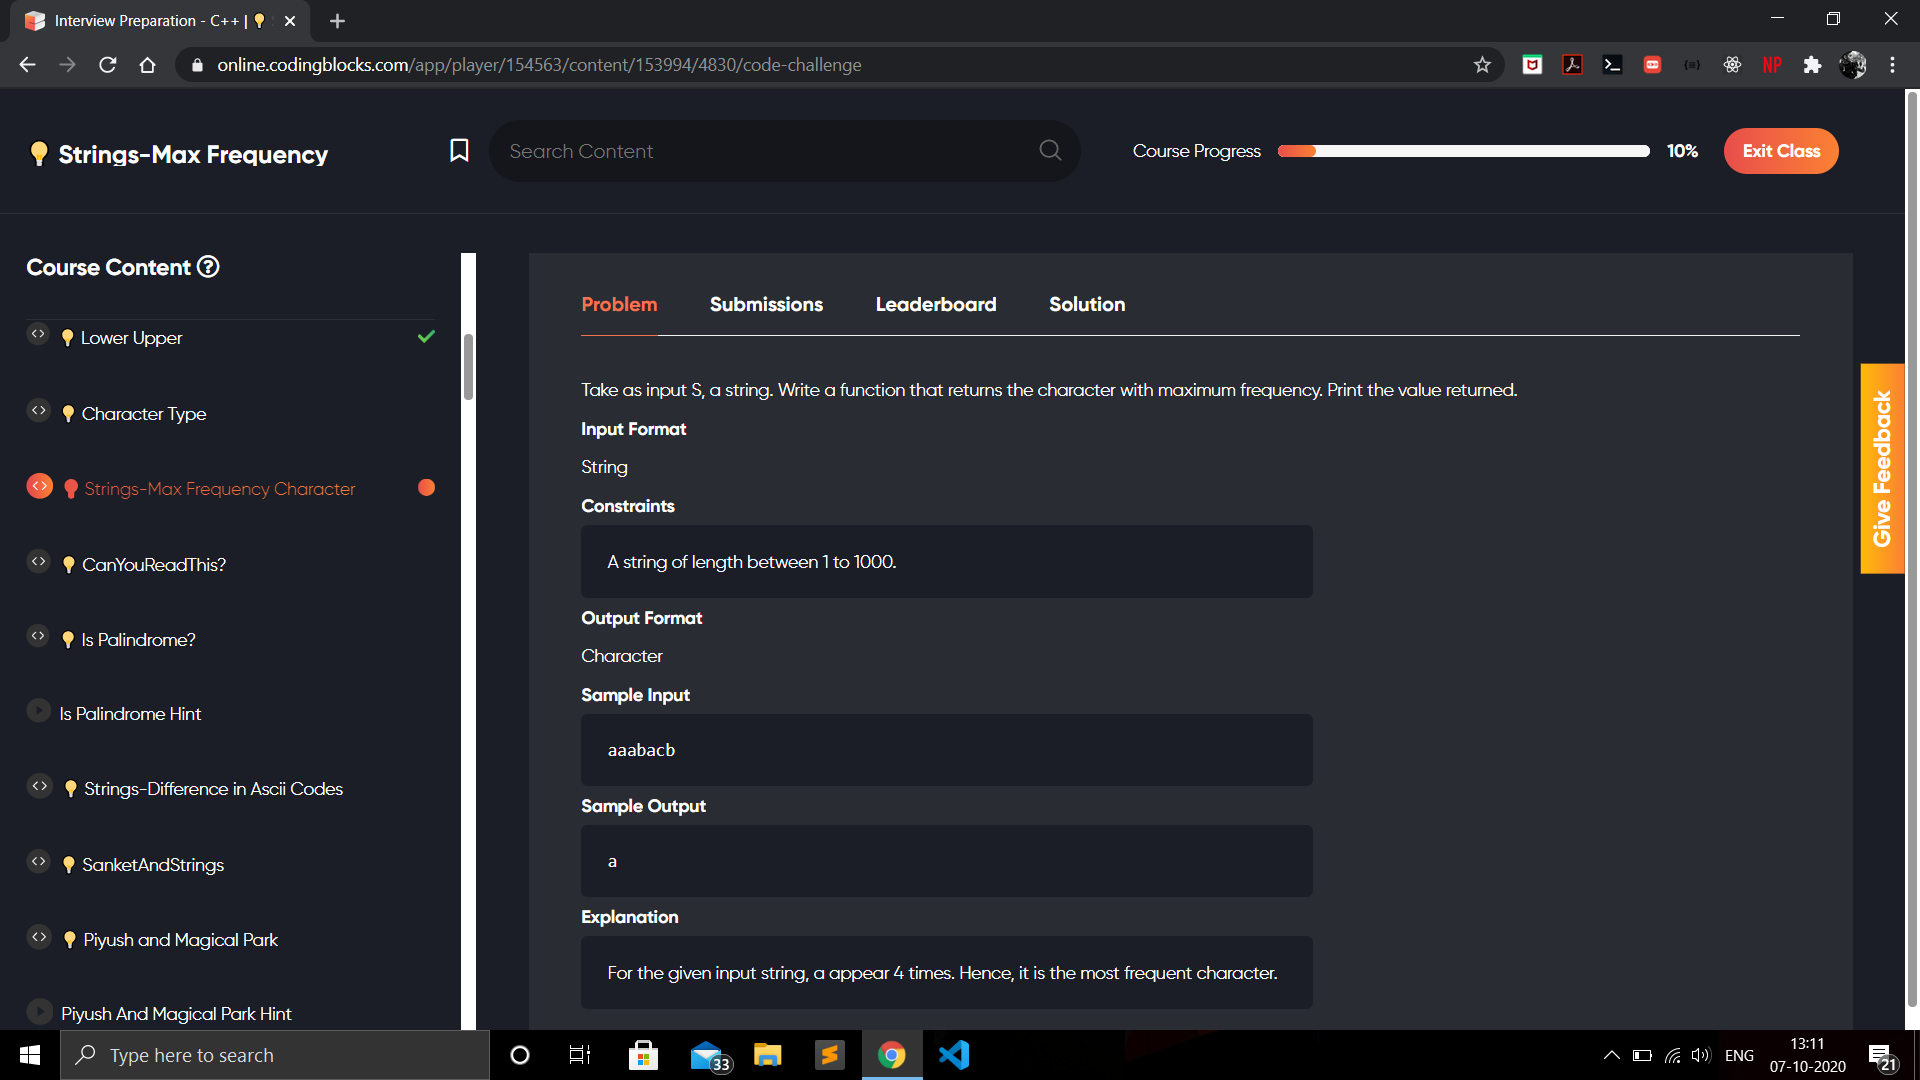 Interview Preparation - C++ |
online.codingblocks.com/app/player/154563/content/153994/4830/code-challenge
NP
Strings-Max Frequency
Search Content
Course Progress
10%
Exit Class
Course Content
Lower Upper
Character Type
Strings-Max Frequency Character
CanYouReadThis?
Is Palindrome?
Is Palindrome Hint
Strings-Difference in Ascii Codes
SanketAndStrings
Piyush and Magical Park
Piyush And Magical Park Hint
Problem
Submissions
Leaderboard
Solution
Take as input S, a string. Write a function that returns the character with maximum frequency. Print the value returned.
Input Format
String
Constraints
A string of length between 1 to 1000.
Output Format
Character
Sample Input
aaabacb
Sample Output
a
Explanation
For the given input string, a appear 4 times. Hence, it is the most frequent character.
Give Feedback
Type here to search
33
ENG
13:11
07-10-2020
21